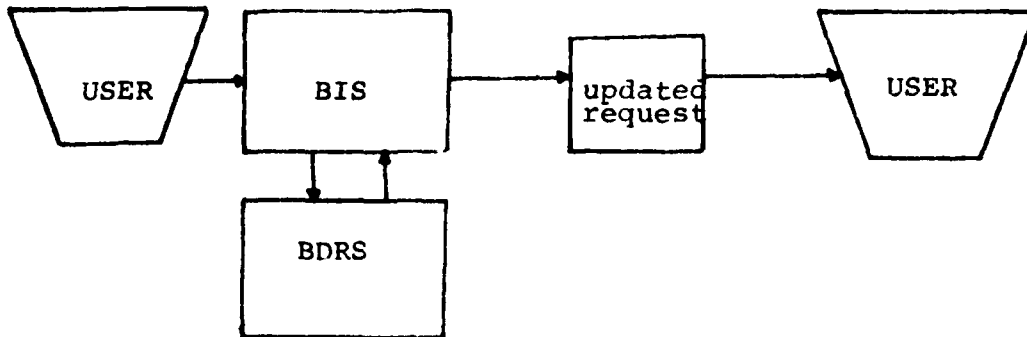 USER
BIS
updated
request
USER
BDRS